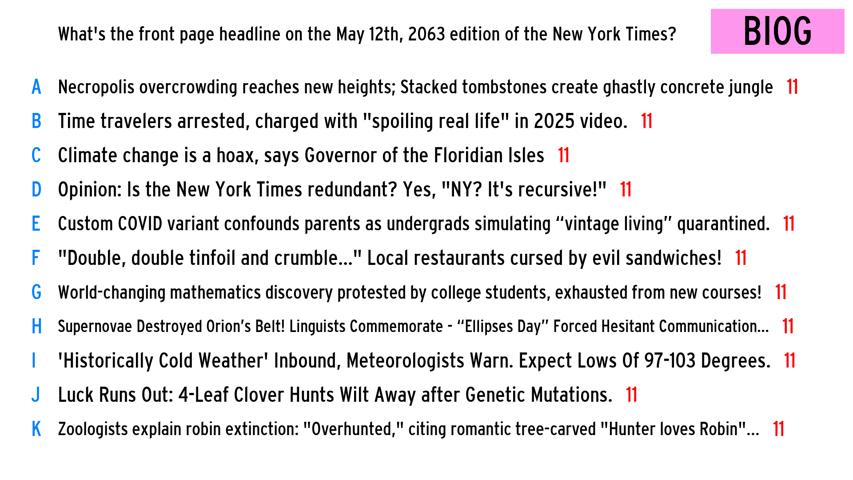 What's the front page headline on the May 12th, 2063 edition of the New York Times?
BIOG
A Necropolis overcrowding reaches new heights; Stacked tombstones create ghastly concrete jungle 11
B Time travelers arrested, charged with "spoiling real life" in 2025 video. 11
C Climate change is a hoax, says Governor of the Floridian Isles 11
D Opinion: Is the New York Times redundant? Yes, "NY? It's recursive!" 11
E Custom COVID variant confounds parents as undergrads simulating “vintage living” quarantined. 11
F "Double, double tinfoil and crumble..." Local restaurants cursed by evil sandwiches! 11
G World-changing mathematics discovery protested by college students, exhausted from new courses! 11
H Supernovae Destroyed Orion’s Belt! Linguists Commemorate - “Ellipses Day” Forced Hesitant Communication... 11
I 'Historically Cold Weather' Inbound, Meteorologists Warn. Expect Lows Of 97-103 Degrees. 11
J Luck Runs Out: 4-Leaf Clover Hunts Wilt Away after Genetic Mutations. 11
K Zoologists explain robin extinction: "Overhunted," citing romantic tree-carved "Hunter loves Robin"... 11